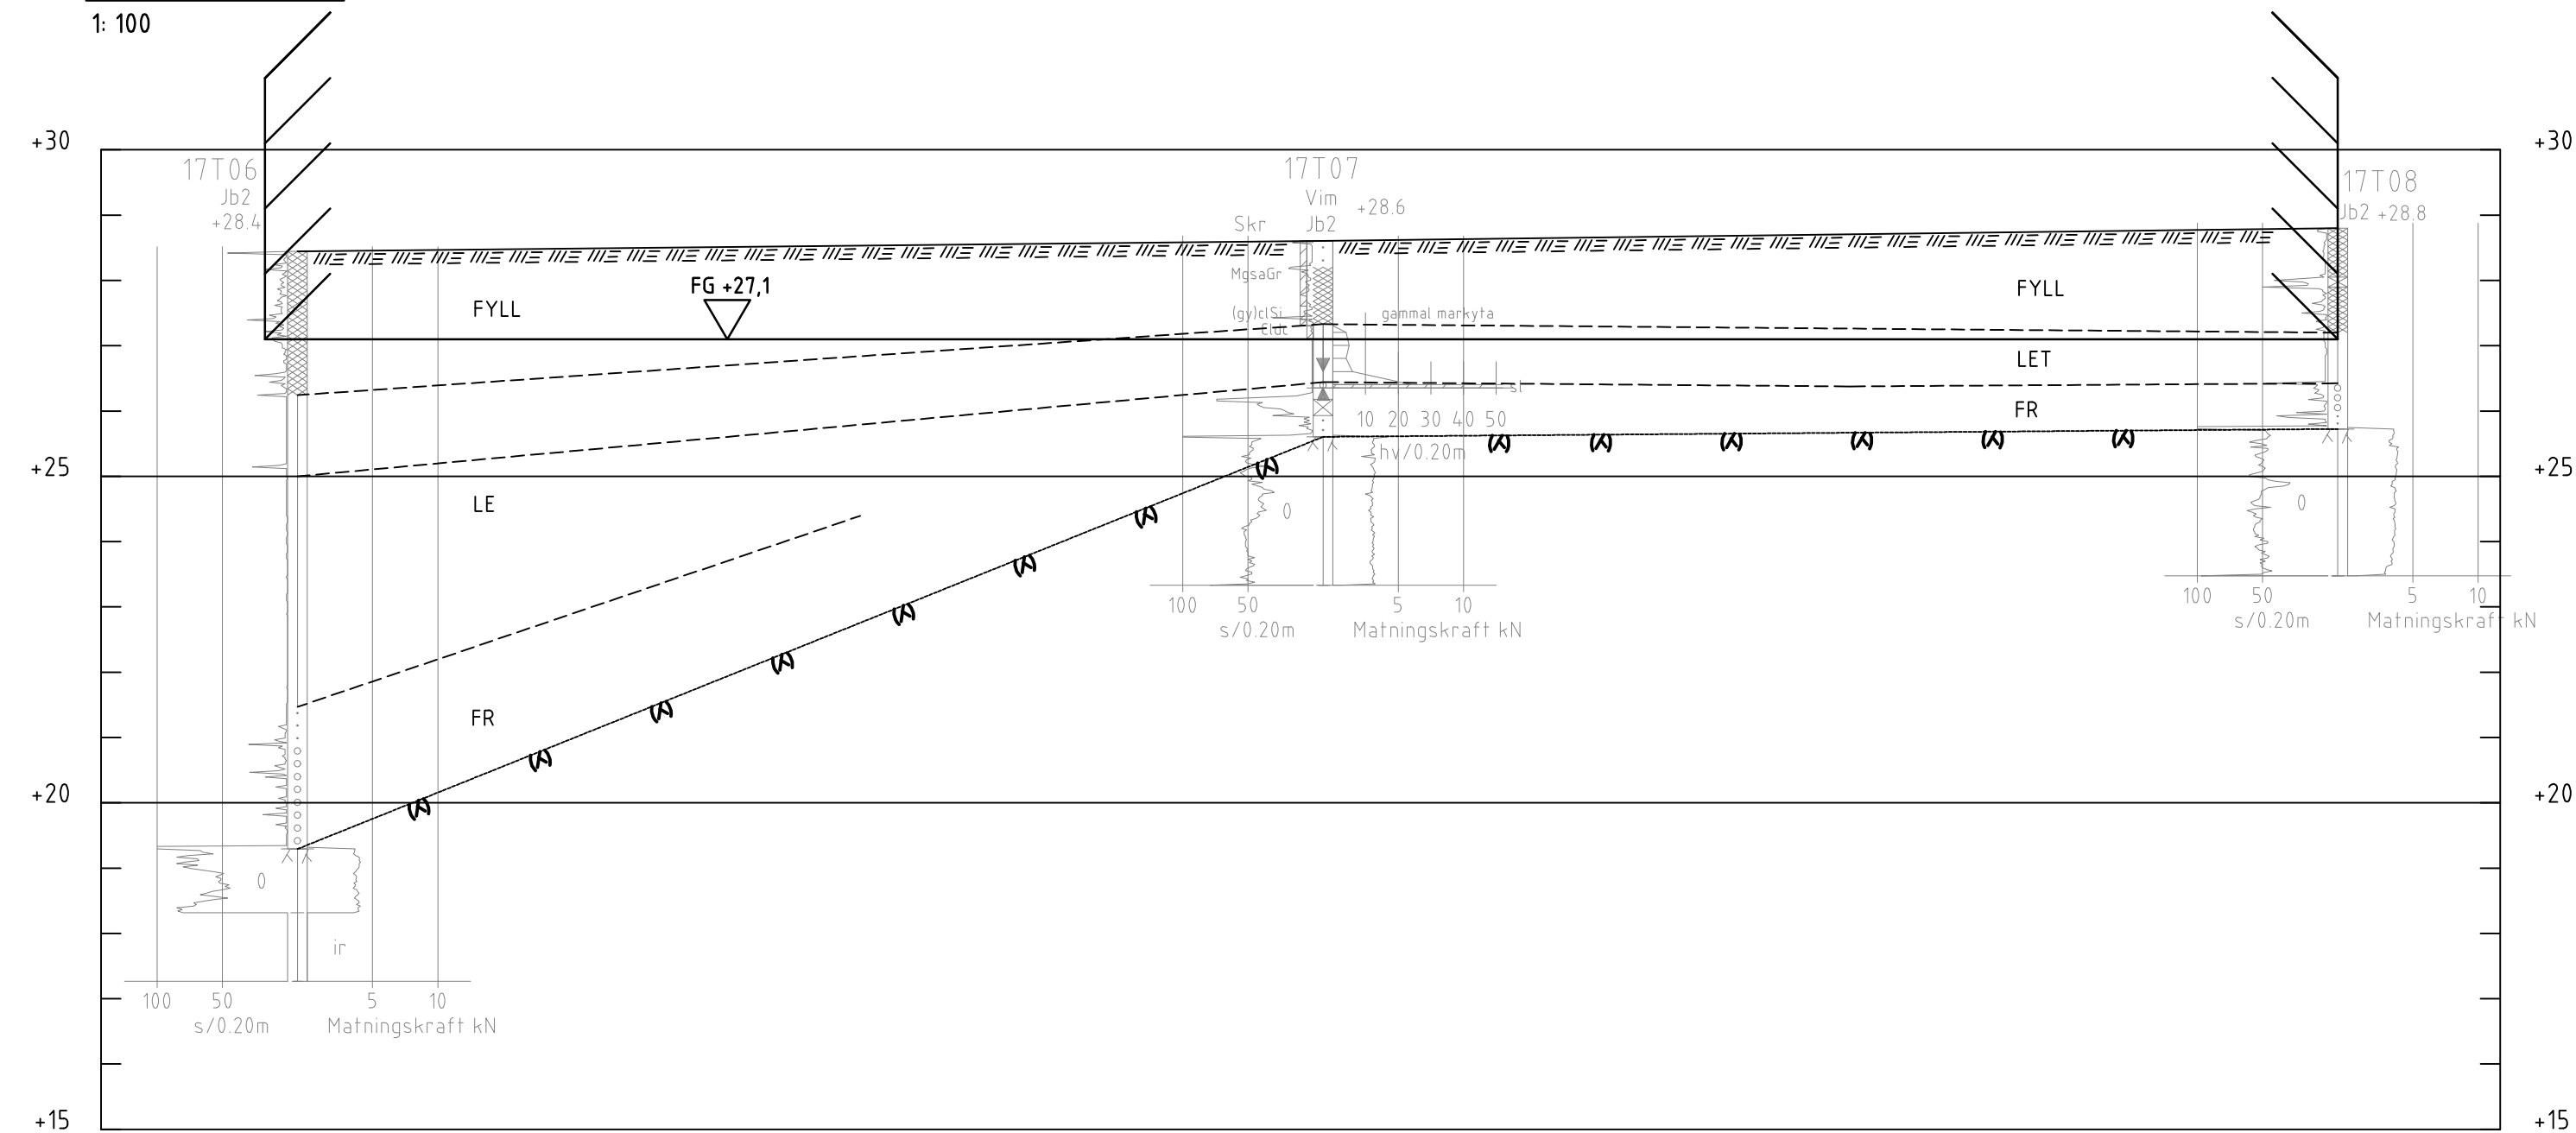 1: 100
+30
+30
17T06
Jb2
+28.4
17T07
Vim
+28.6
Skr
Jb2
17T08
Jb2 +28.8
MgsaGr
FG +27,1
FYLL
FYLL
(gy)clSi
Cldc
gammal markyta
LET
sl
10 20 30 40 50
FR
hv/0.20m
+25
+25
LE
0
0
100 50
5 10
s/0.20m
Matningskraft kN
100 50
5 10
s/0.20m
Matningskraft kN
FR
+20
+20
0
ir
100 50
5 10
s/0.20m
Matningskraft kN
+15
+15